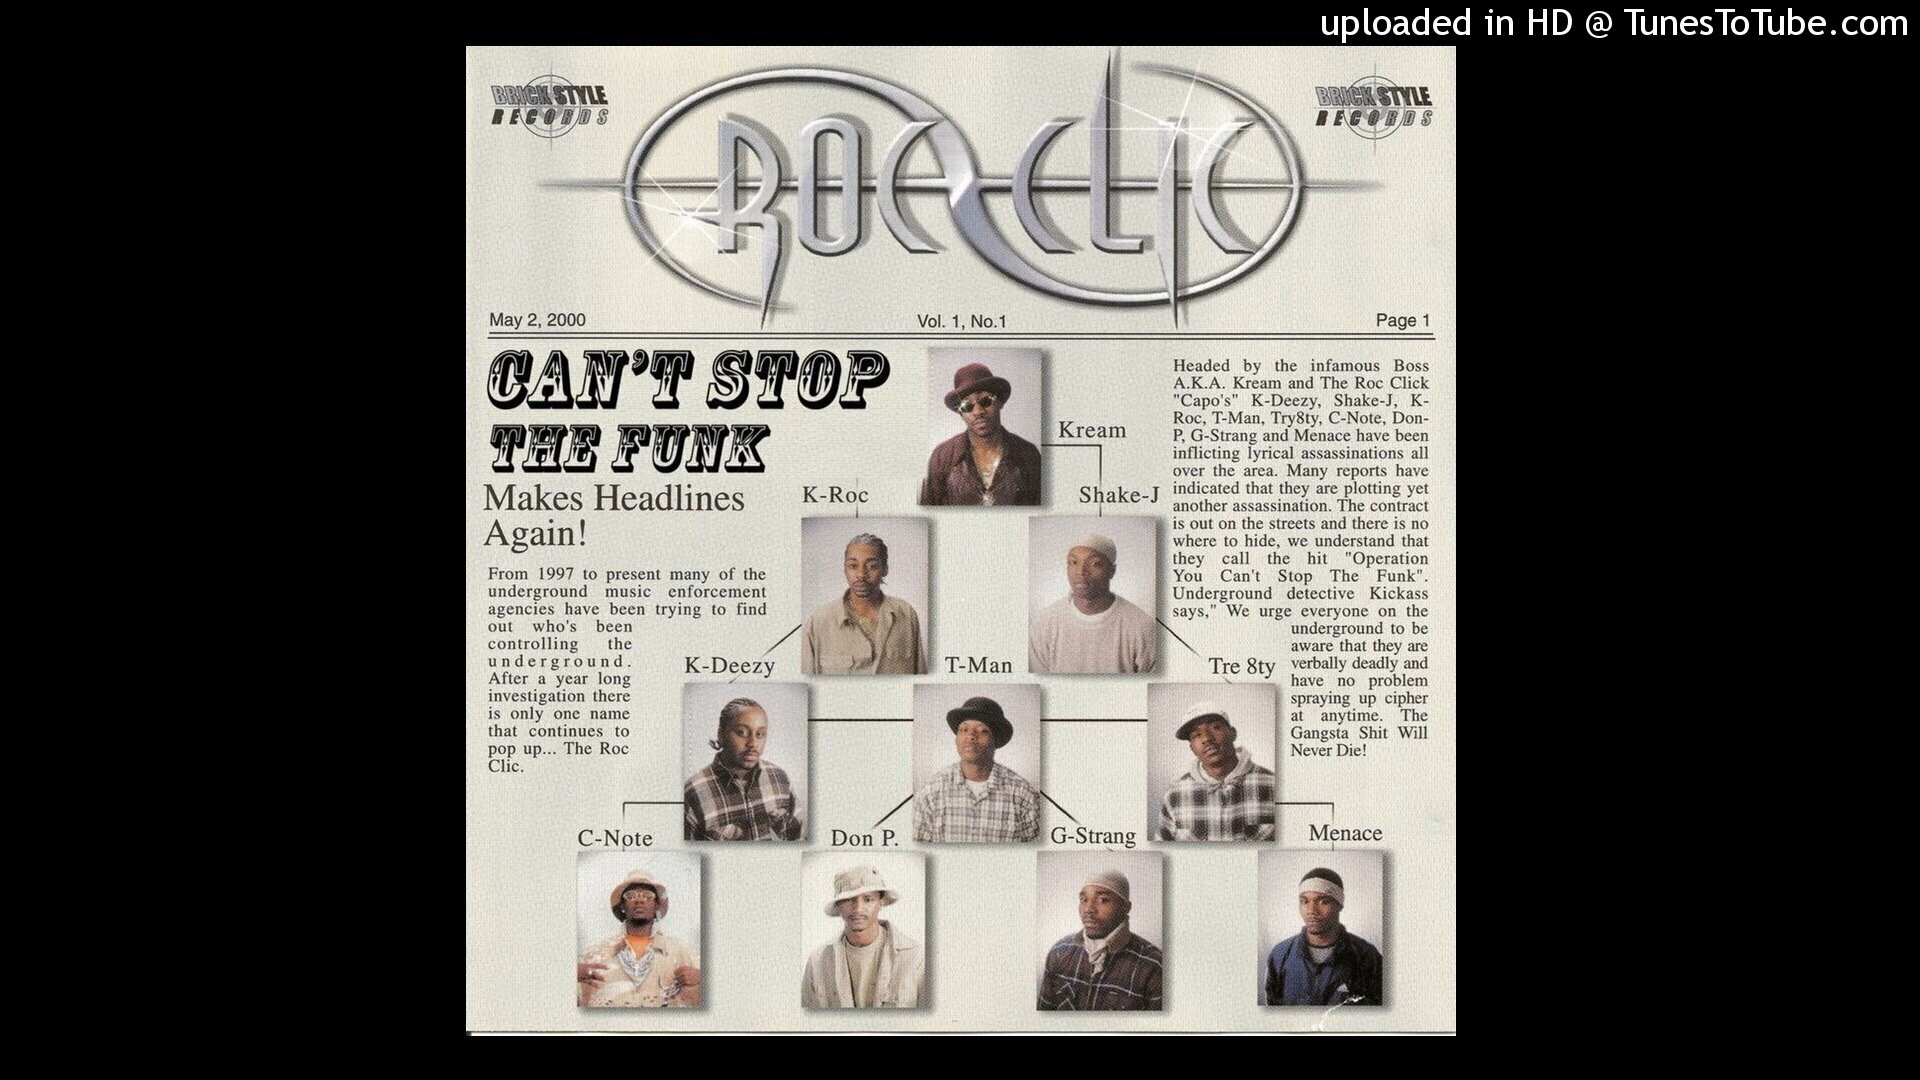 uploaded in HD @ TunesToTube.com
BRICK STYLE
RECORDS
ROC CLIC
BRICK STYLE
RECORDS
May 2, 2000
Vol. 1, No.1
Page 1
CAN'T STOP
THE FUNK
Makes Headlines
Again!
From 1997 to present many of the
underground music enforcement
agencies have been trying to find
out who's been
controlling the
underground.
After a year long
investigation there
is only one name
that continues to
pop up... The Roc
Clic.
Kream
K-Roc
Shake-J
K-Deezy
T-Man
Tre 8ty
C-Note
Don P.
G-Strang
Menace
Headed by the infamous Boss
A.K.A. Kream and The Roc Click
"Capo's" K-Deezy, Shake-J, K-
Roc, T-Man, Try8ty, C-Note, Don-
P, G-Strang and Menace have been
inflicting lyrical assassinations all
over the area. Many reports have
indicated that they are plotting yet
another assassination. The contract
is out on the streets and there is no
where to hide, we understand that
they call the hit "Operation
You Can't Stop The Funk".
Underground detective Kickass
says," We urge everyone on the
underground to be
aware that they are
verbally deadly and
have no problem
spraying up cipher
at anytime. The
Gangsta Shit Will
Never Die!